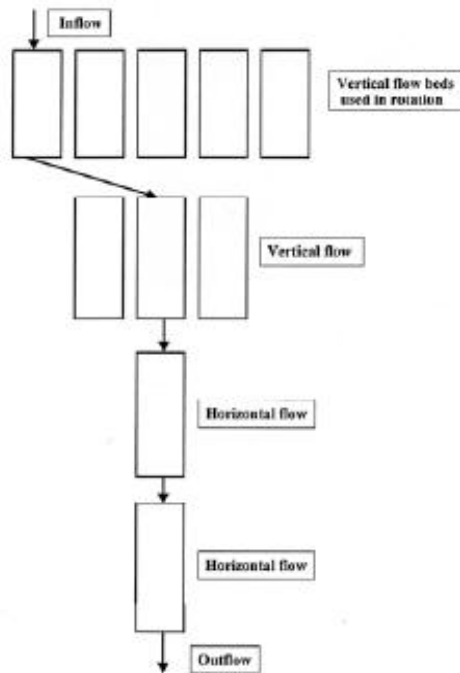 Inflow
Vertical flow beds
used in rotation
Vertical flow
Horizontal flow
Horizontal flow
Outflow